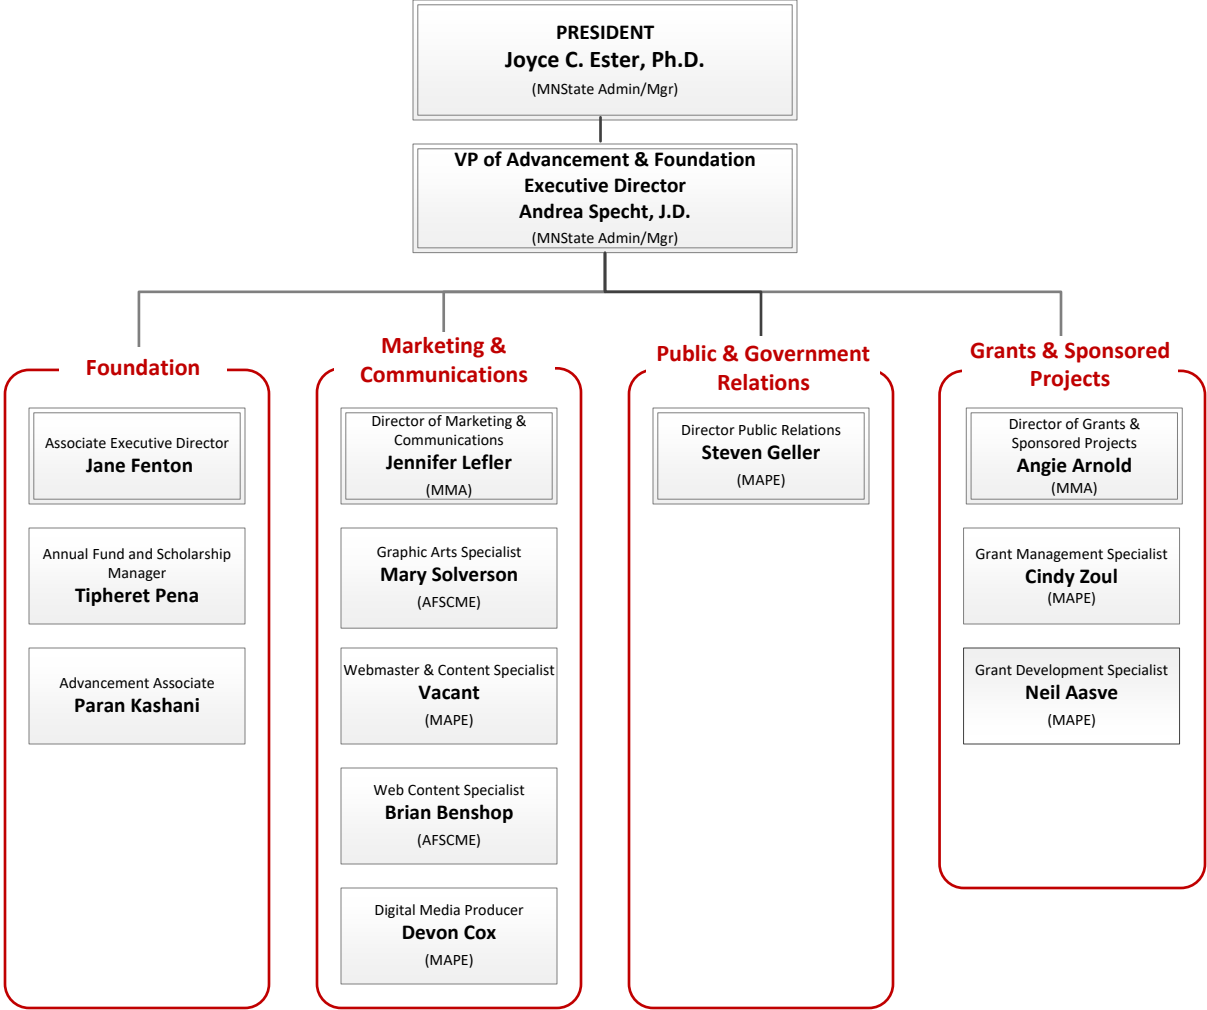 PRESIDENT
Joyce C. Ester, Ph.D.
(MNState Admin/Mgr)
VP of Advancement & Foundation
Executive Director
Andrea Specht, J.D.
(MNState Admin/Mgr)
Foundation
Associate Executive Director
Jane Fenton
Annual Fund and Scholarship
Manager
Tipheret Pena
Advancement Associate
Paran Kashani
Marketing &
Communications
Director of Marketing &
Communications
Jennifer Lefler
(MMA)
Graphic Arts Specialist
Mary Solverson
(AFSCME)
Webmaster & Content Specialist
Vacant
(MAPE)
Web Content Specialist
Brian Benshop
(AFSCME)
Digital Media Producer
Devon Cox
(MAPE)
Public & Government
Relations
Director Public Relations
Steven Geller
(MAPE)
Grants & Sponsored
Projects
Director of Grants &
Sponsored Projects
Angie Arnold
(MMA)
Grant Management Specialist
Cindy Zoul
(MAPE)
Grant Development Specialist
Neil Aasve
(MAPE)